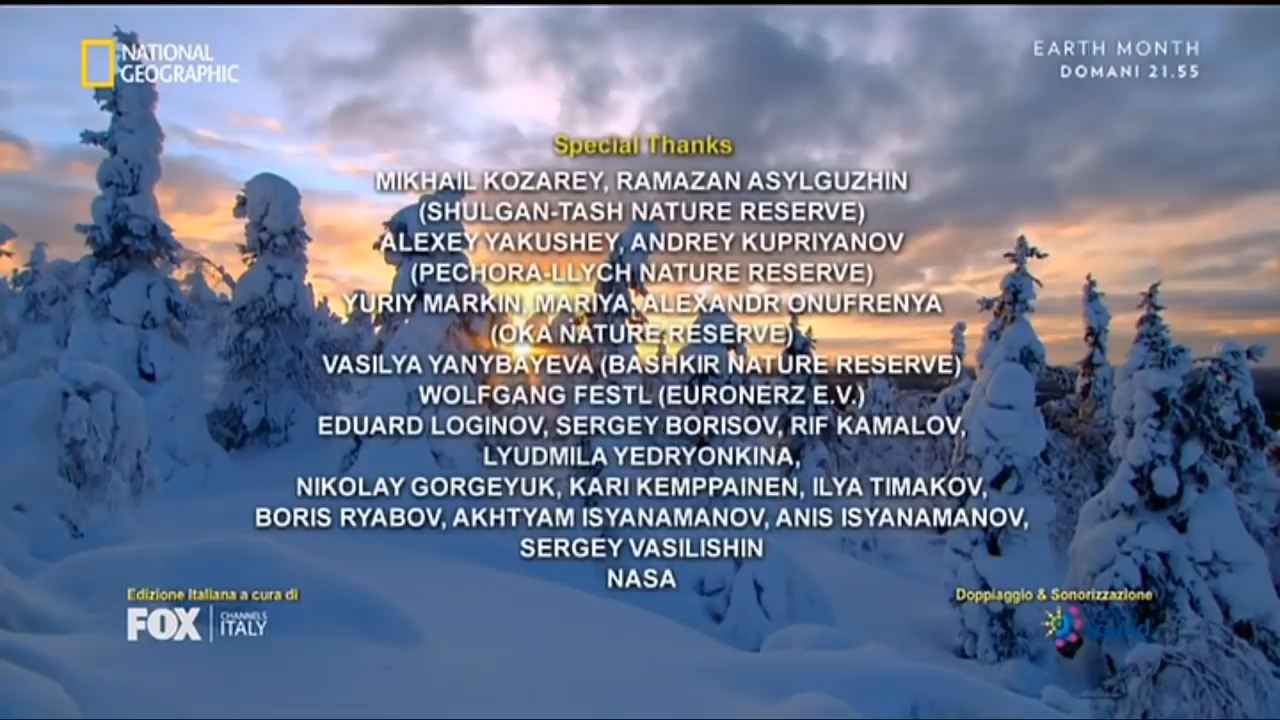 NATIONAL
GEOGRAPHIC
EARTH MONTH
DOMANI 21.55
Special Thanks
MIKHAIL KOZAREY, RAMAZAN ASYLGUZHIN
(SHULGAN-TASH NATURE RESERVE)
ALEXEY YAKUSHEY, ANDREY KUPRIYANOV
(PECHORA-LLYCH NATURE RESERVE)
YURIY MARKIN, MARIYA, ALEXANDR ONUFRENYA
(OKA NATURE RESERVE)
VASILYA YANYBAYEVA (BASHKIR NATURE RESERVE)
WOLFGANG FESTL (EURONERZ E.V.)
EDUARD LOGINOV, SERGEY BORISOV, RIF KAMALOV,
LYUDMILA YEDRYONKINA,
NIKOLAY GORGEYUK, KARI KEMPPAINEN, ILYA TIMAKOV,
BORIS RYABOV, AKHTYAM ISYANAMANOV, ANIS ISYANAMANOV,
SERGEY VASILISHIN
NASA
Edizione Italiana a cura di
FOX CHANNELS
ITALY
Doppiaggio & Sonorizzazione